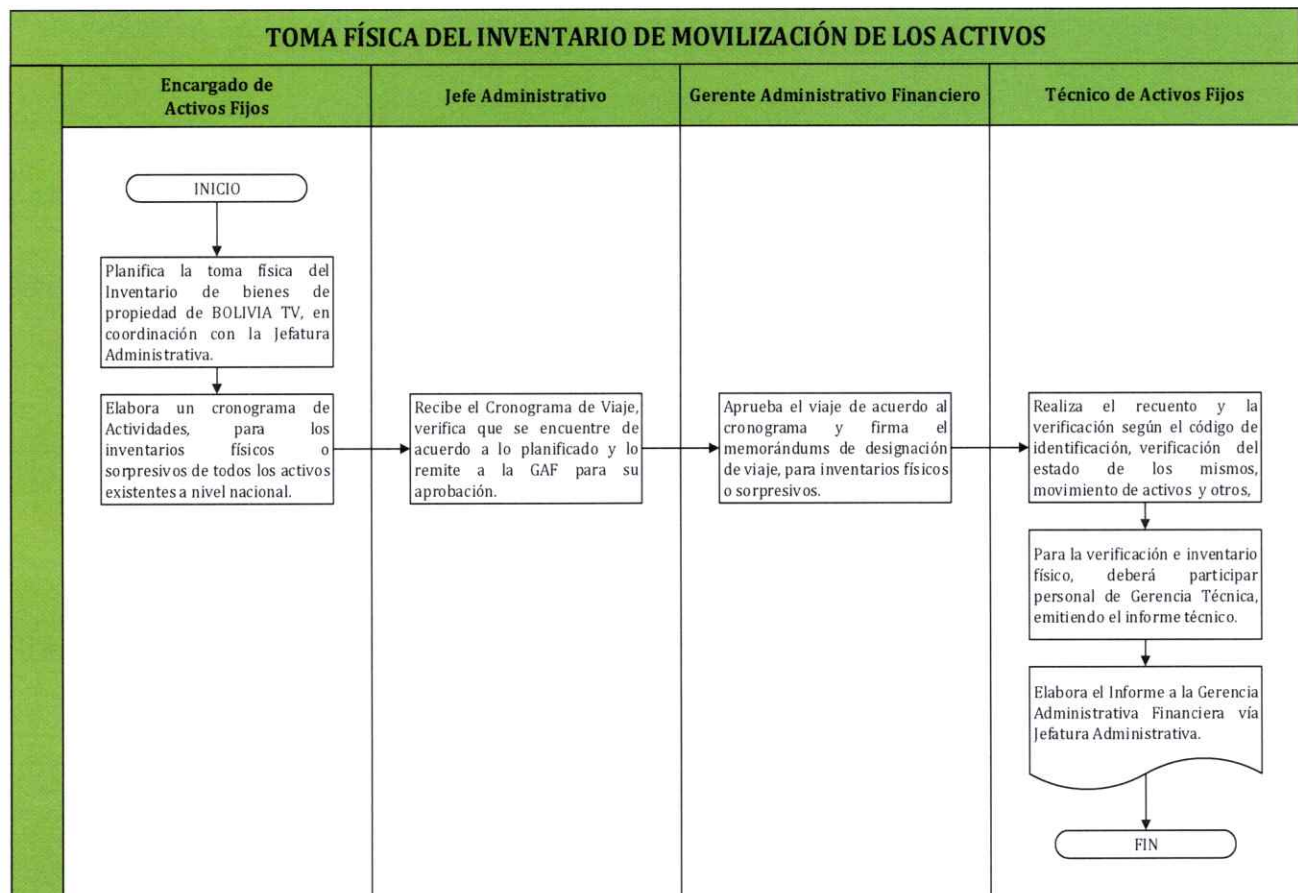 TOMA FÍSICA DEL INVENTARIO DE MOVILIZACIÓN DE LOS ACTIVOS
Encargado de
Activos Fijos
Jefe Administrativo
Gerente Administrativo Financiero
Técnico de Activos Fijos
INICIO
Planifica la toma física del
Inventario de bienes de
propiedad de BOLIVIA TV, en
coordinación con la Jefatura
Administrativa.
Elabora un cronograma de
Actividades, para los
inventarios físicos o
sorpresivos de todos los activos
existentes a nivel nacional.
Recibe el Cronograma de Viaje,
verifica que se encuentre de
acuerdo a lo planificado y lo
remite a la GAF para su
aprobación.
Aprueba el viaje de acuerdo al
cronograma y firma el
memorándums de designación
de viaje, para inventarios físicos
o sorpresivos.
Realiza el recuento y la
verificación según el código de
identificación, verificación del
estado de los mismos,
movimiento de activos y otros,
Para la verificación e inventario
físico, deberá participar
personal de Gerencia Técnica,
emitiendo el informe técnico.
Elabora el Informe a la Gerencia
Administrativa Financiera vía
Jefatura Administrativa.
FIN